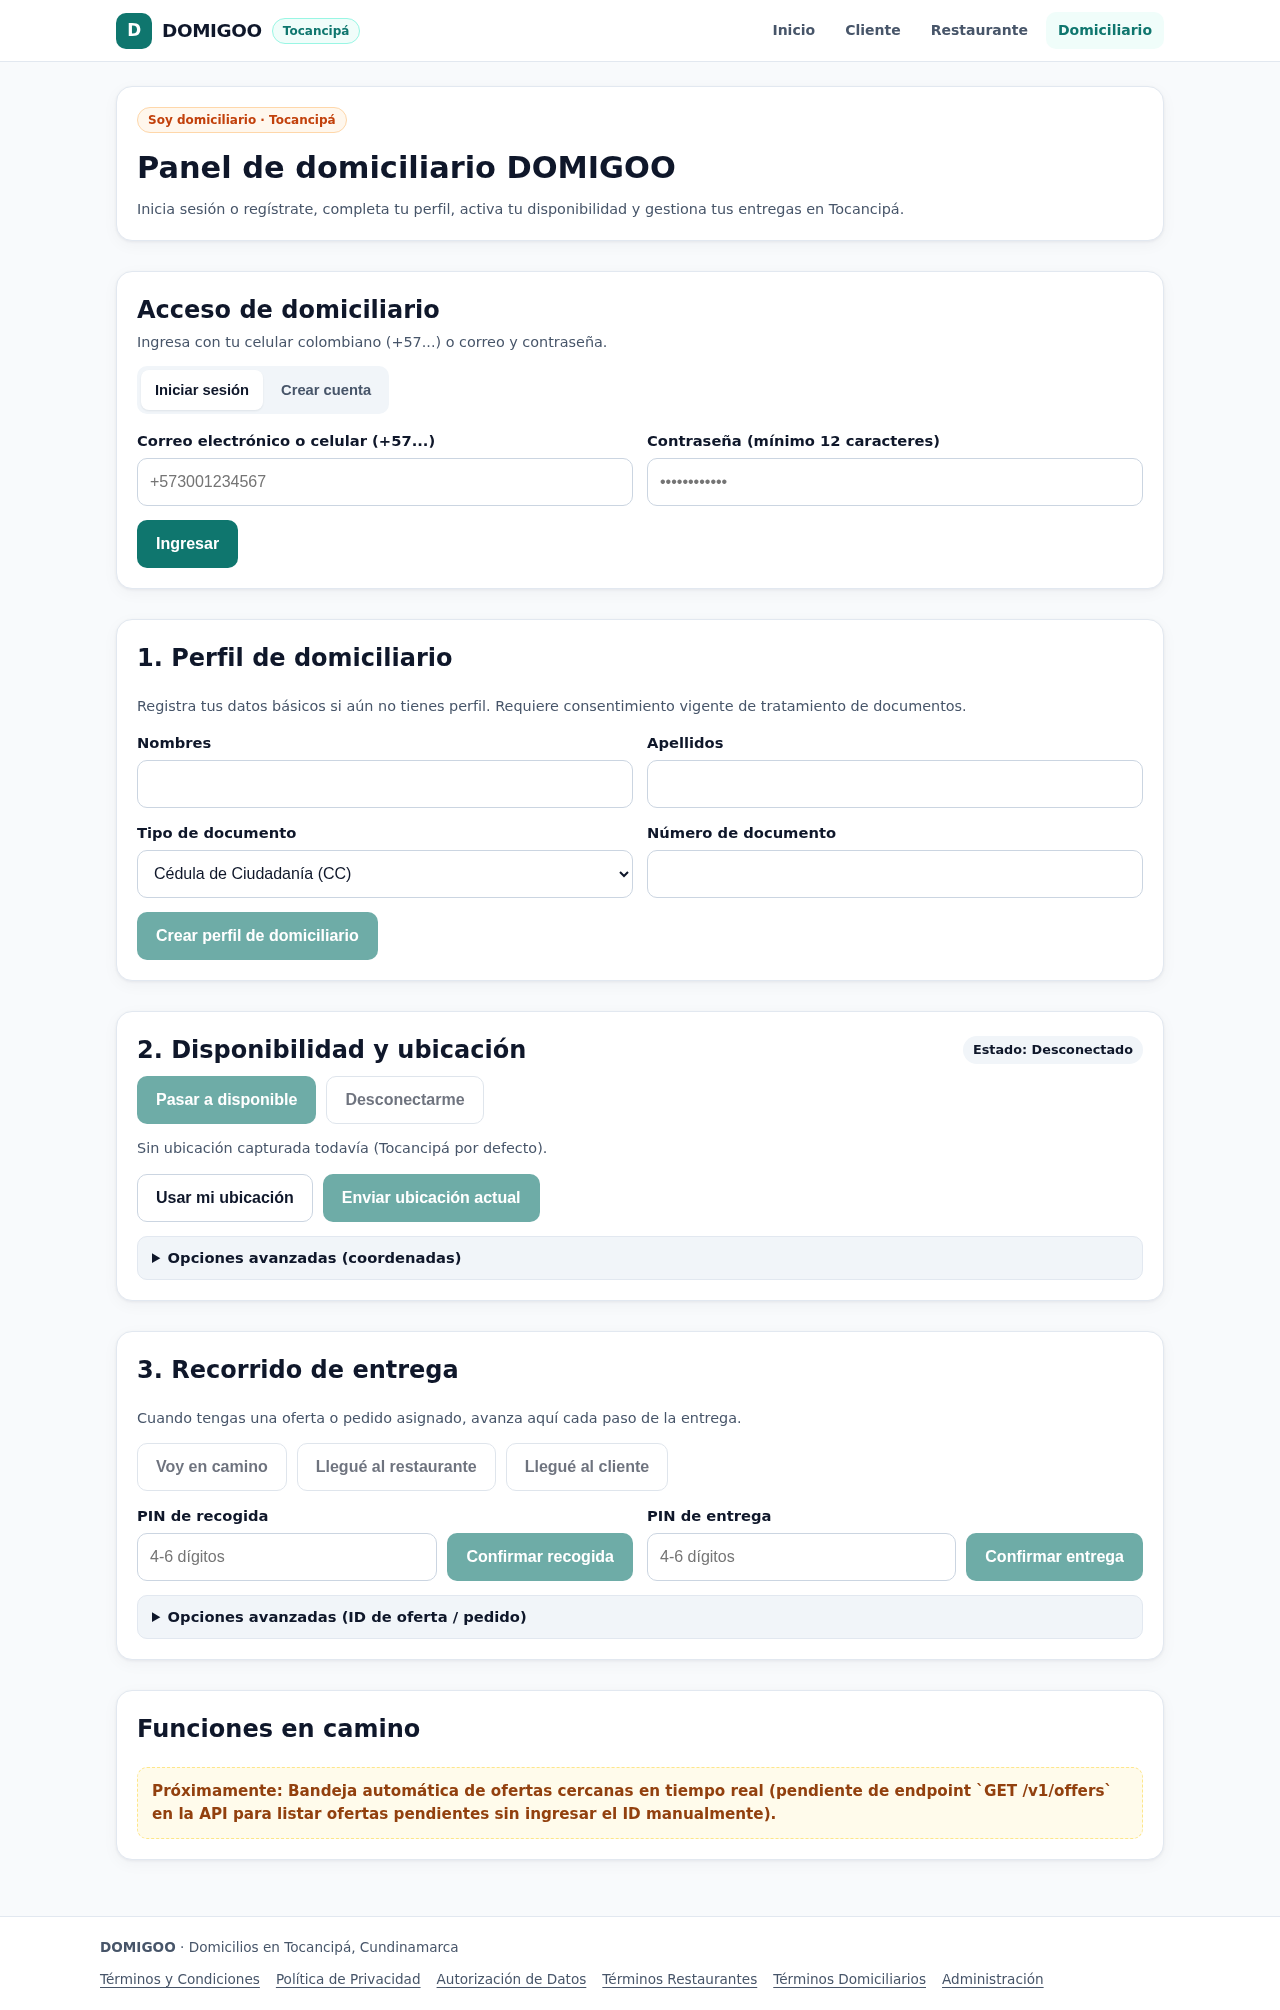 D DOMIGOO Tocancipá Inicio Cliente Restaurante Domiciliario
Soy domiciliario · Tocancipá
Panel de domiciliario DOMIGOO
Inicia sesión o regístrate, completa tu perfil, activa tu disponibilidad y gestiona tus entregas en Tocancipá.
Acceso de domiciliario
Ingresa con tu celular colombiano (+57...) o correo y contraseña.
Iniciar sesión Crear cuenta
Correo electrónico o celular (+57...) Contraseña (mínimo 12 caracteres)
+573001234567 ••••••••••••
Ingresar
1. Perfil de domiciliario
Registra tus datos básicos si aún no tienes perfil. Requiere consentimiento vigente de tratamiento de documentos.
Nombres Apellidos
Tipo de documento Número de documento
Cédula de Ciudadanía (CC)
Crear perfil de domiciliario
2. Disponibilidad y ubicación Estado: Desconectado
Pasar a disponible Desconectarme
Sin ubicación capturada todavía (Tocancipá por defecto).
Usar mi ubicación Enviar ubicación actual
Opciones avanzadas (coordenadas)
3. Recorrido de entrega
Cuando tengas una oferta o pedido asignado, avanza aquí cada paso de la entrega.
Voy en camino Llegué al restaurante Llegué al cliente
PIN de recogida PIN de entrega
4-6 dígitos Confirmar recogida 4-6 dígitos Confirmar entrega
Opciones avanzadas (ID de oferta / pedido)
Funciones en camino
Próximamente: Bandeja automática de ofertas cercanas en tiempo real (pendiente de endpoint `GET /v1/offers`
en la API para listar ofertas pendientes sin ingresar el ID manualmente).
DOMIGOO · Domicilios en Tocancipá, Cundinamarca
Términos y Condiciones Política de Privacidad Autorización de Datos Términos Restaurantes Términos Domiciliarios Administración